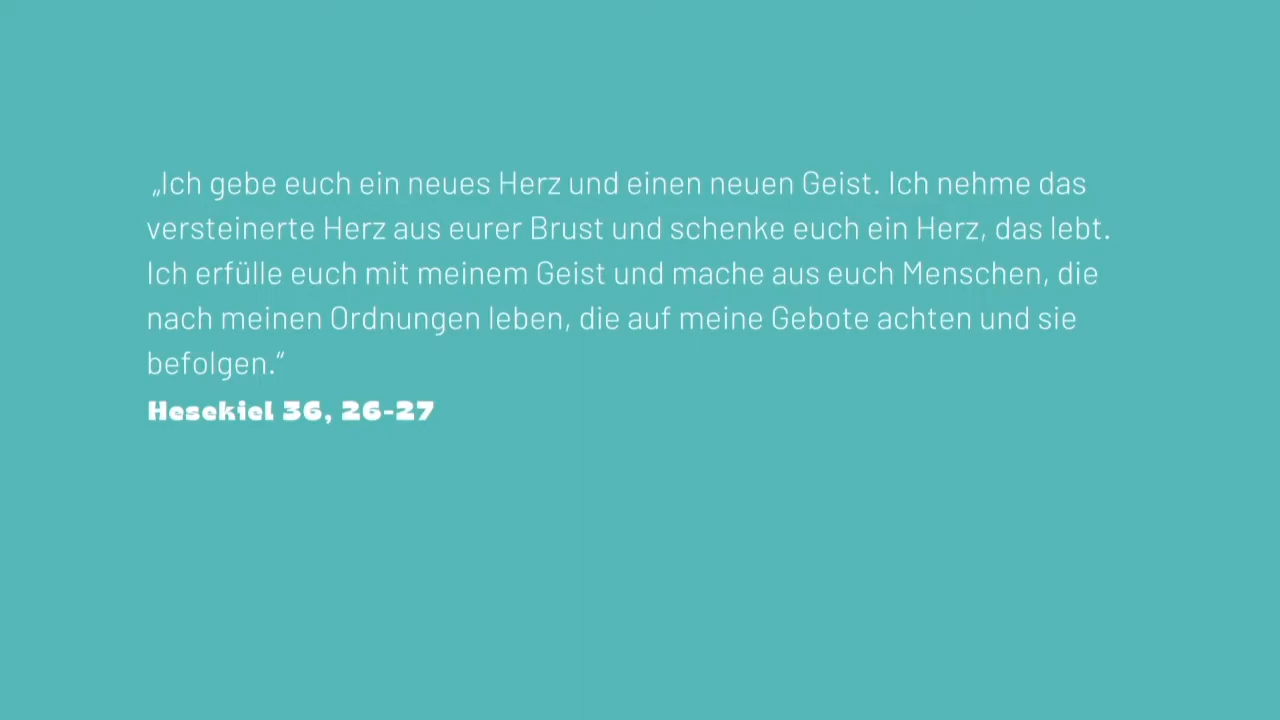 „Ich gebe euch ein neues Herz und einen neuen Geist. Ich nehme das
versteinerte Herz aus eurer Brust und schenke euch ein Herz, das lebt.
Ich erfülle euch mit meinem Geist und mache aus euch Menschen, die
nach meinen Ordnungen leben, die auf meine Gebote achten und sie
befolgen.“
Hesekiel 36, 26-27